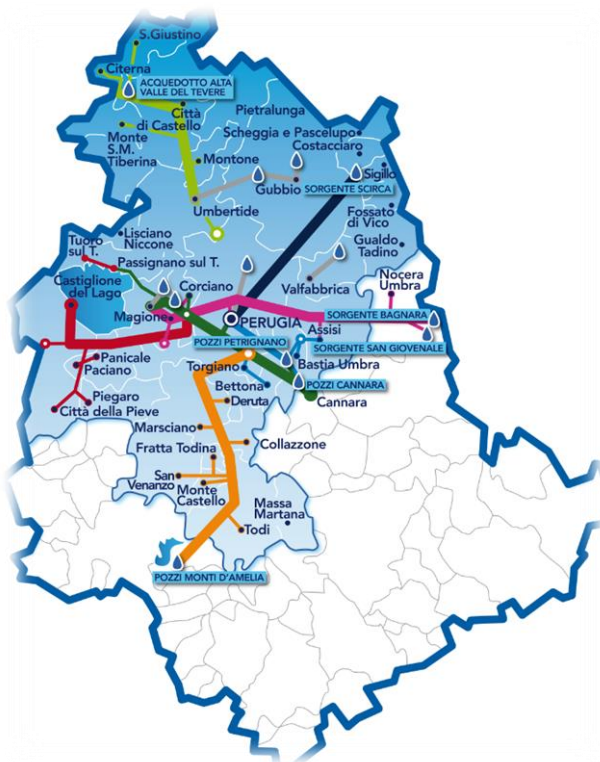 S.Giustino
Citerna
ACQUEDOTTO ALTA
VALLE DEL TEVERE
Città
di Castello
Pietralunga
Monte
S.M.
Tiberina
Scheggia e Pascelupo
Costacciaro
Montone
Sigillo
Gubbio
SORGENTE SCIRCA
Umbertide
Fossato
di Vico
Lisciano
Niccone
Tuoro
sul T.
Gualdo
Tadino
Passignano sul T.
Nocera
Umbra
Castiglione
del Lago
Corciano
Valfabbrica
Magione
SORGENTE BAGNARA
PERUGIA
Assisi
POZZI PETRIGNANO
SORGENTE SAN GIOVENALE
Panicale
Paciano
Torgiano
Bastia Umbra
Bettona
POZZI CANNARA
Piegaro
Deruta
Cannara
Città della Pieve
Marsciano
Collazzone
Fratta Todina
San
Venanzo
Monte
Castello
Massa
Martana
Todi
POZZI MONTI D'AMELIA